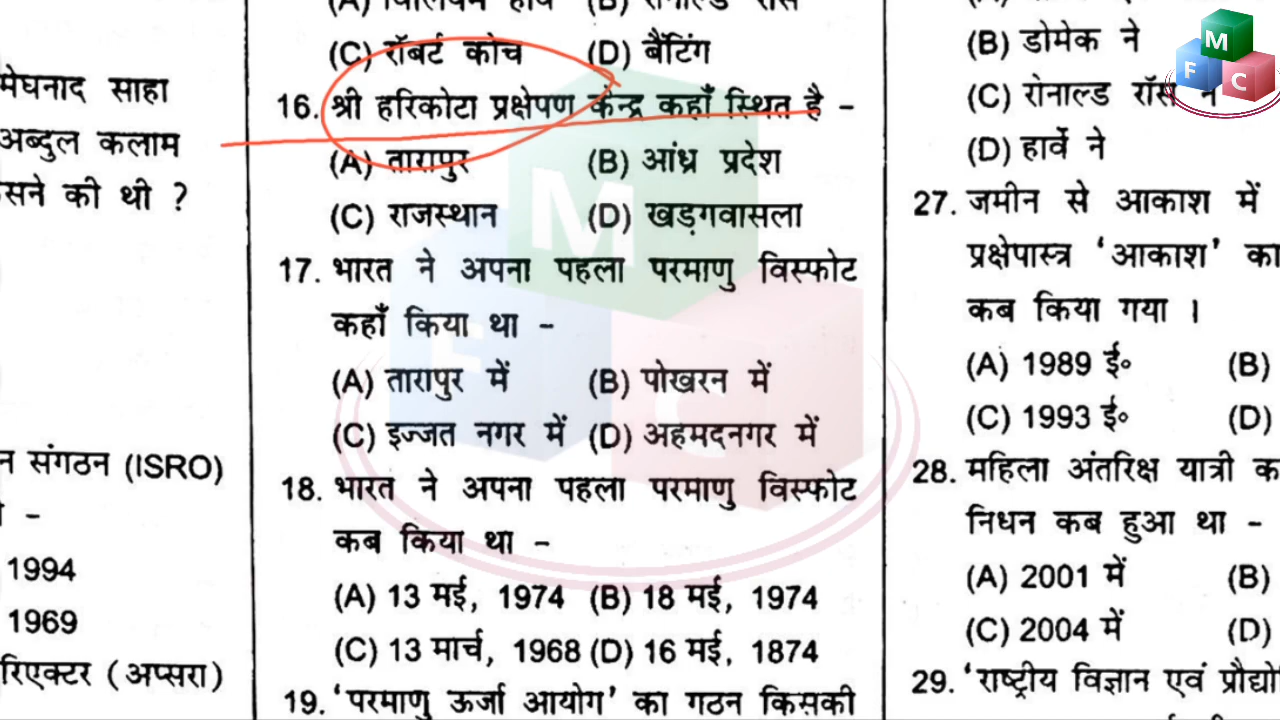 मेघनाद साहा
अब्दुल कलाम
की थी ?
संगठन (ISRO)
-
1994
1969
(अप्सरा)
(C) रॉबर्ट कोच (D) बैंटिंग
16. श्री हरिकोटा प्रक्षेपण केन्द्र कहाँ स्थित है -
(A) तारापुर (B) आंध्र प्रदेश
(C) राजस्थान (D) खड़गवासला
17. भारत ने अपना पहला परमाणु विस्फोट
कहाँ किया था -
(A) तारापुर में (B) पोखरन में
(C) इज्जत नगर में (D) अहमदनगर में
18. भारत ने अपना पहला परमाणु विस्फोट
कब किया था -
(A) 13 मई, 1974 (B) 18 मई, 1974
(C) 13 मार्च, 1968 (D) 16 मई, 1874
19. 'परमाणु ऊर्जा आयोग' का गठन किसकी
(B) डोमेक ने
(C) रोनाल्ड रॉस ने
(D) हार्वे ने
27. जमीन से आकाश में
प्रक्षेपास्त्र 'आकाश' का
कब किया गया ।
(A) 1989 ई० (B)
(C) 1993 ई० (D)
28. महिला अंतरिक्ष यात्री
निधन कब हुआ था -
(A) 2001 में (B)
(C) 2004 में (D)
29. 'राष्ट्रीय विज्ञान एवं
M
F C
M
F C